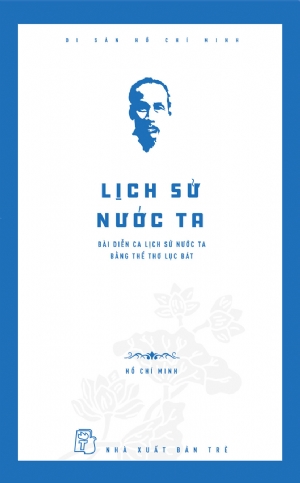 DI SẢN HỒ CHÍ MINH
LỊCH SỬ
NƯỚC TA
BÀI DIỄN CA LỊCH SỬ NƯỚC TA
BẰNG THỂ THƠ LỤC BÁT
HỒ CHÍ MINH
NHÀ XUẤT BẢN TRẺ